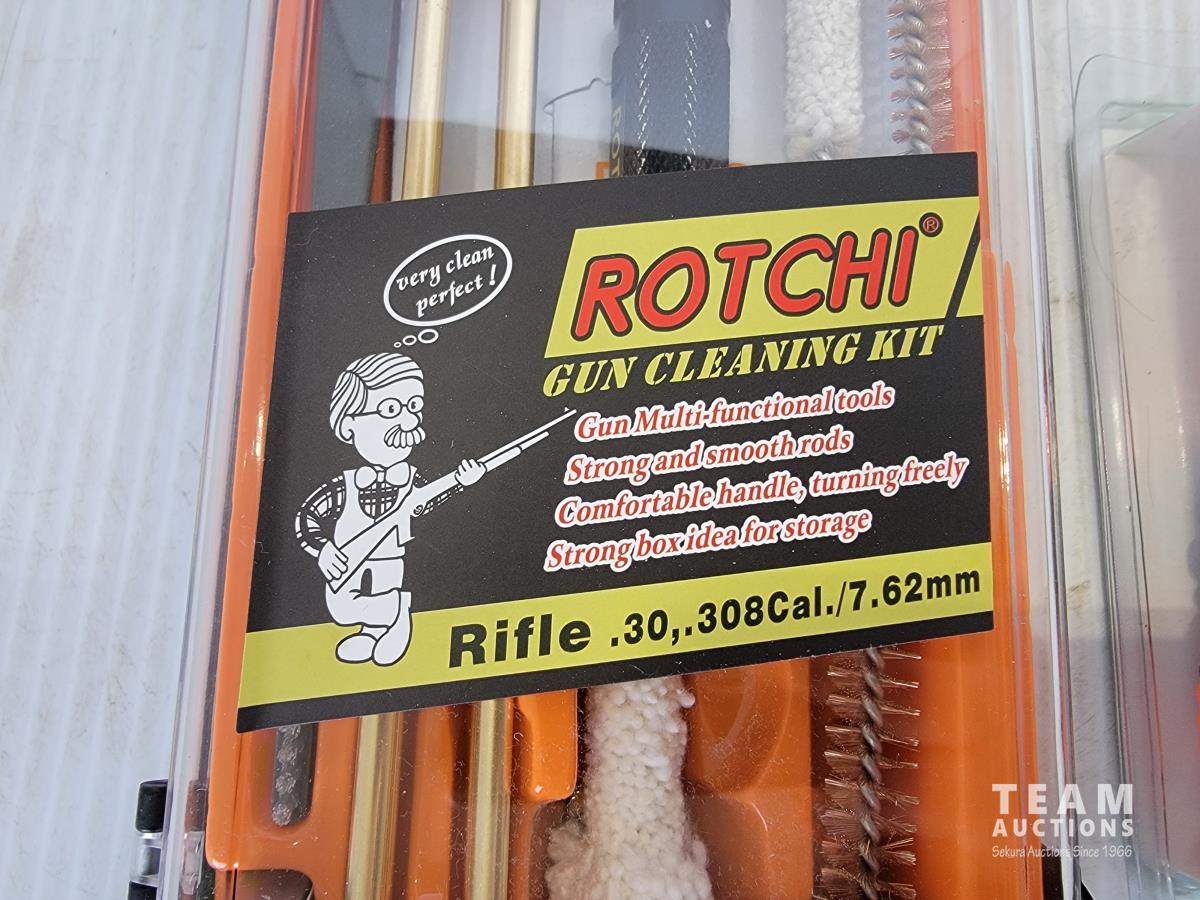 very clean
perfect !
ROTCHI®
GUN CLEANING KIT
Gun Multi-functional tools
Strong and smooth rods
Comfortable handle, turning freely
Strong box idea for storage
Rifle .30,.308Cal./7.62mm
TEAM
AUCTIONS
Sekura Auctions Since 1966